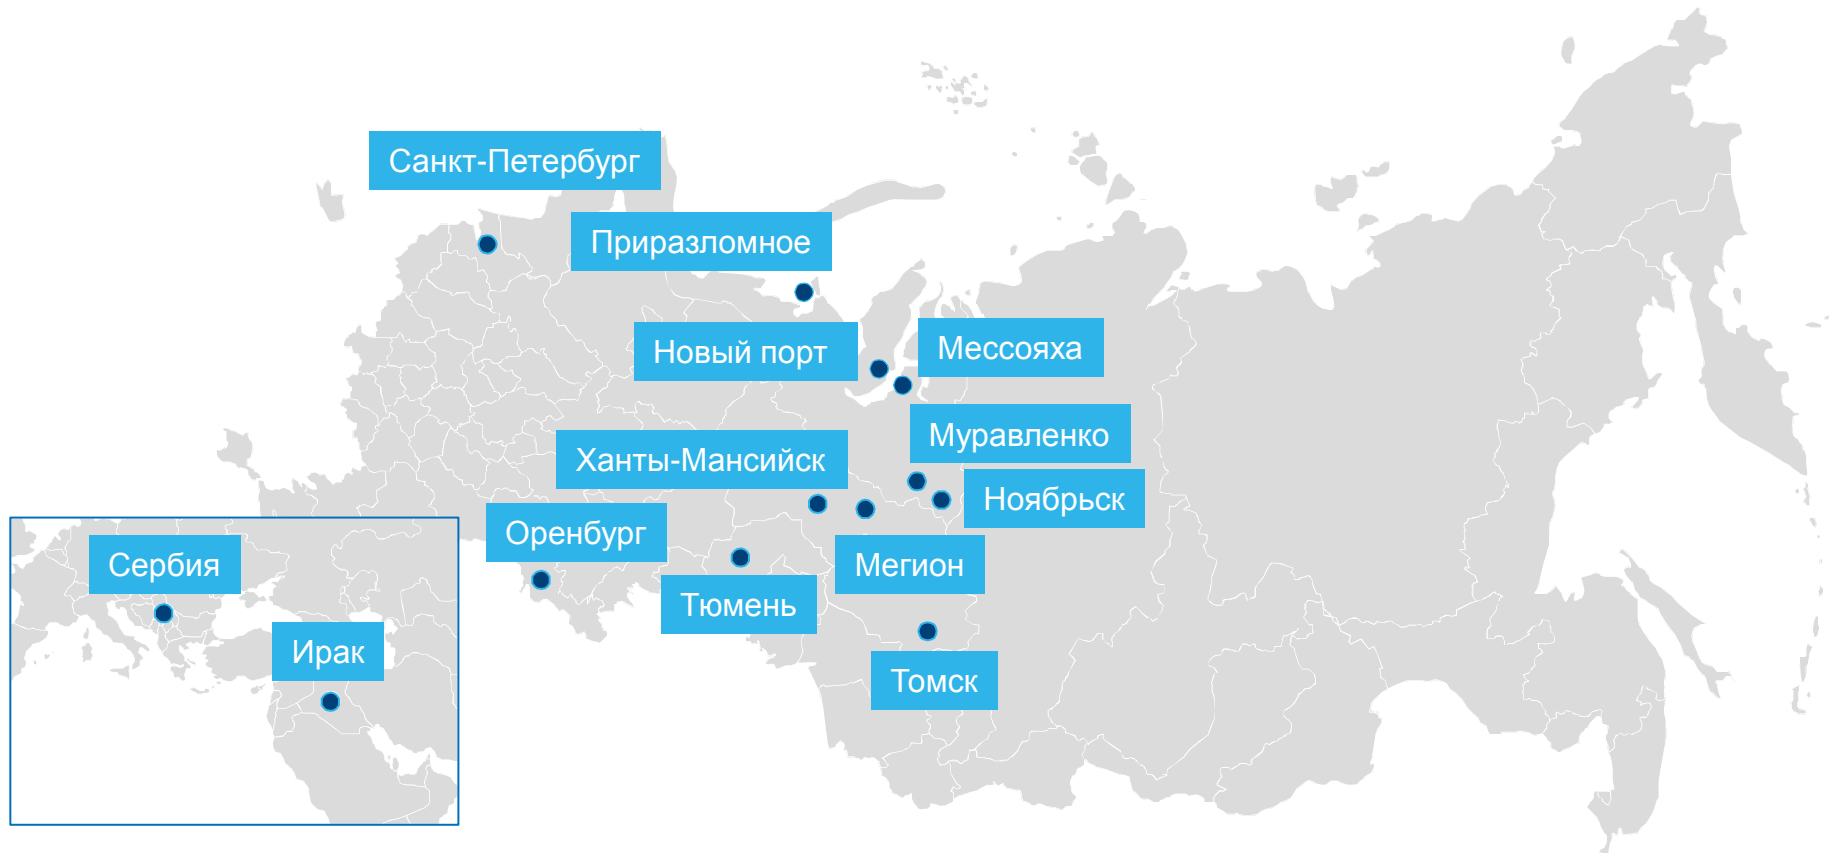 Санкт-Петербург
Приразломное
Новый порт
Мессояха
Муравленко
Ханты-Мансийск
Ноябрьск
Оренбург
Мегион
Тюмень
Томск
Сербия
Ирак